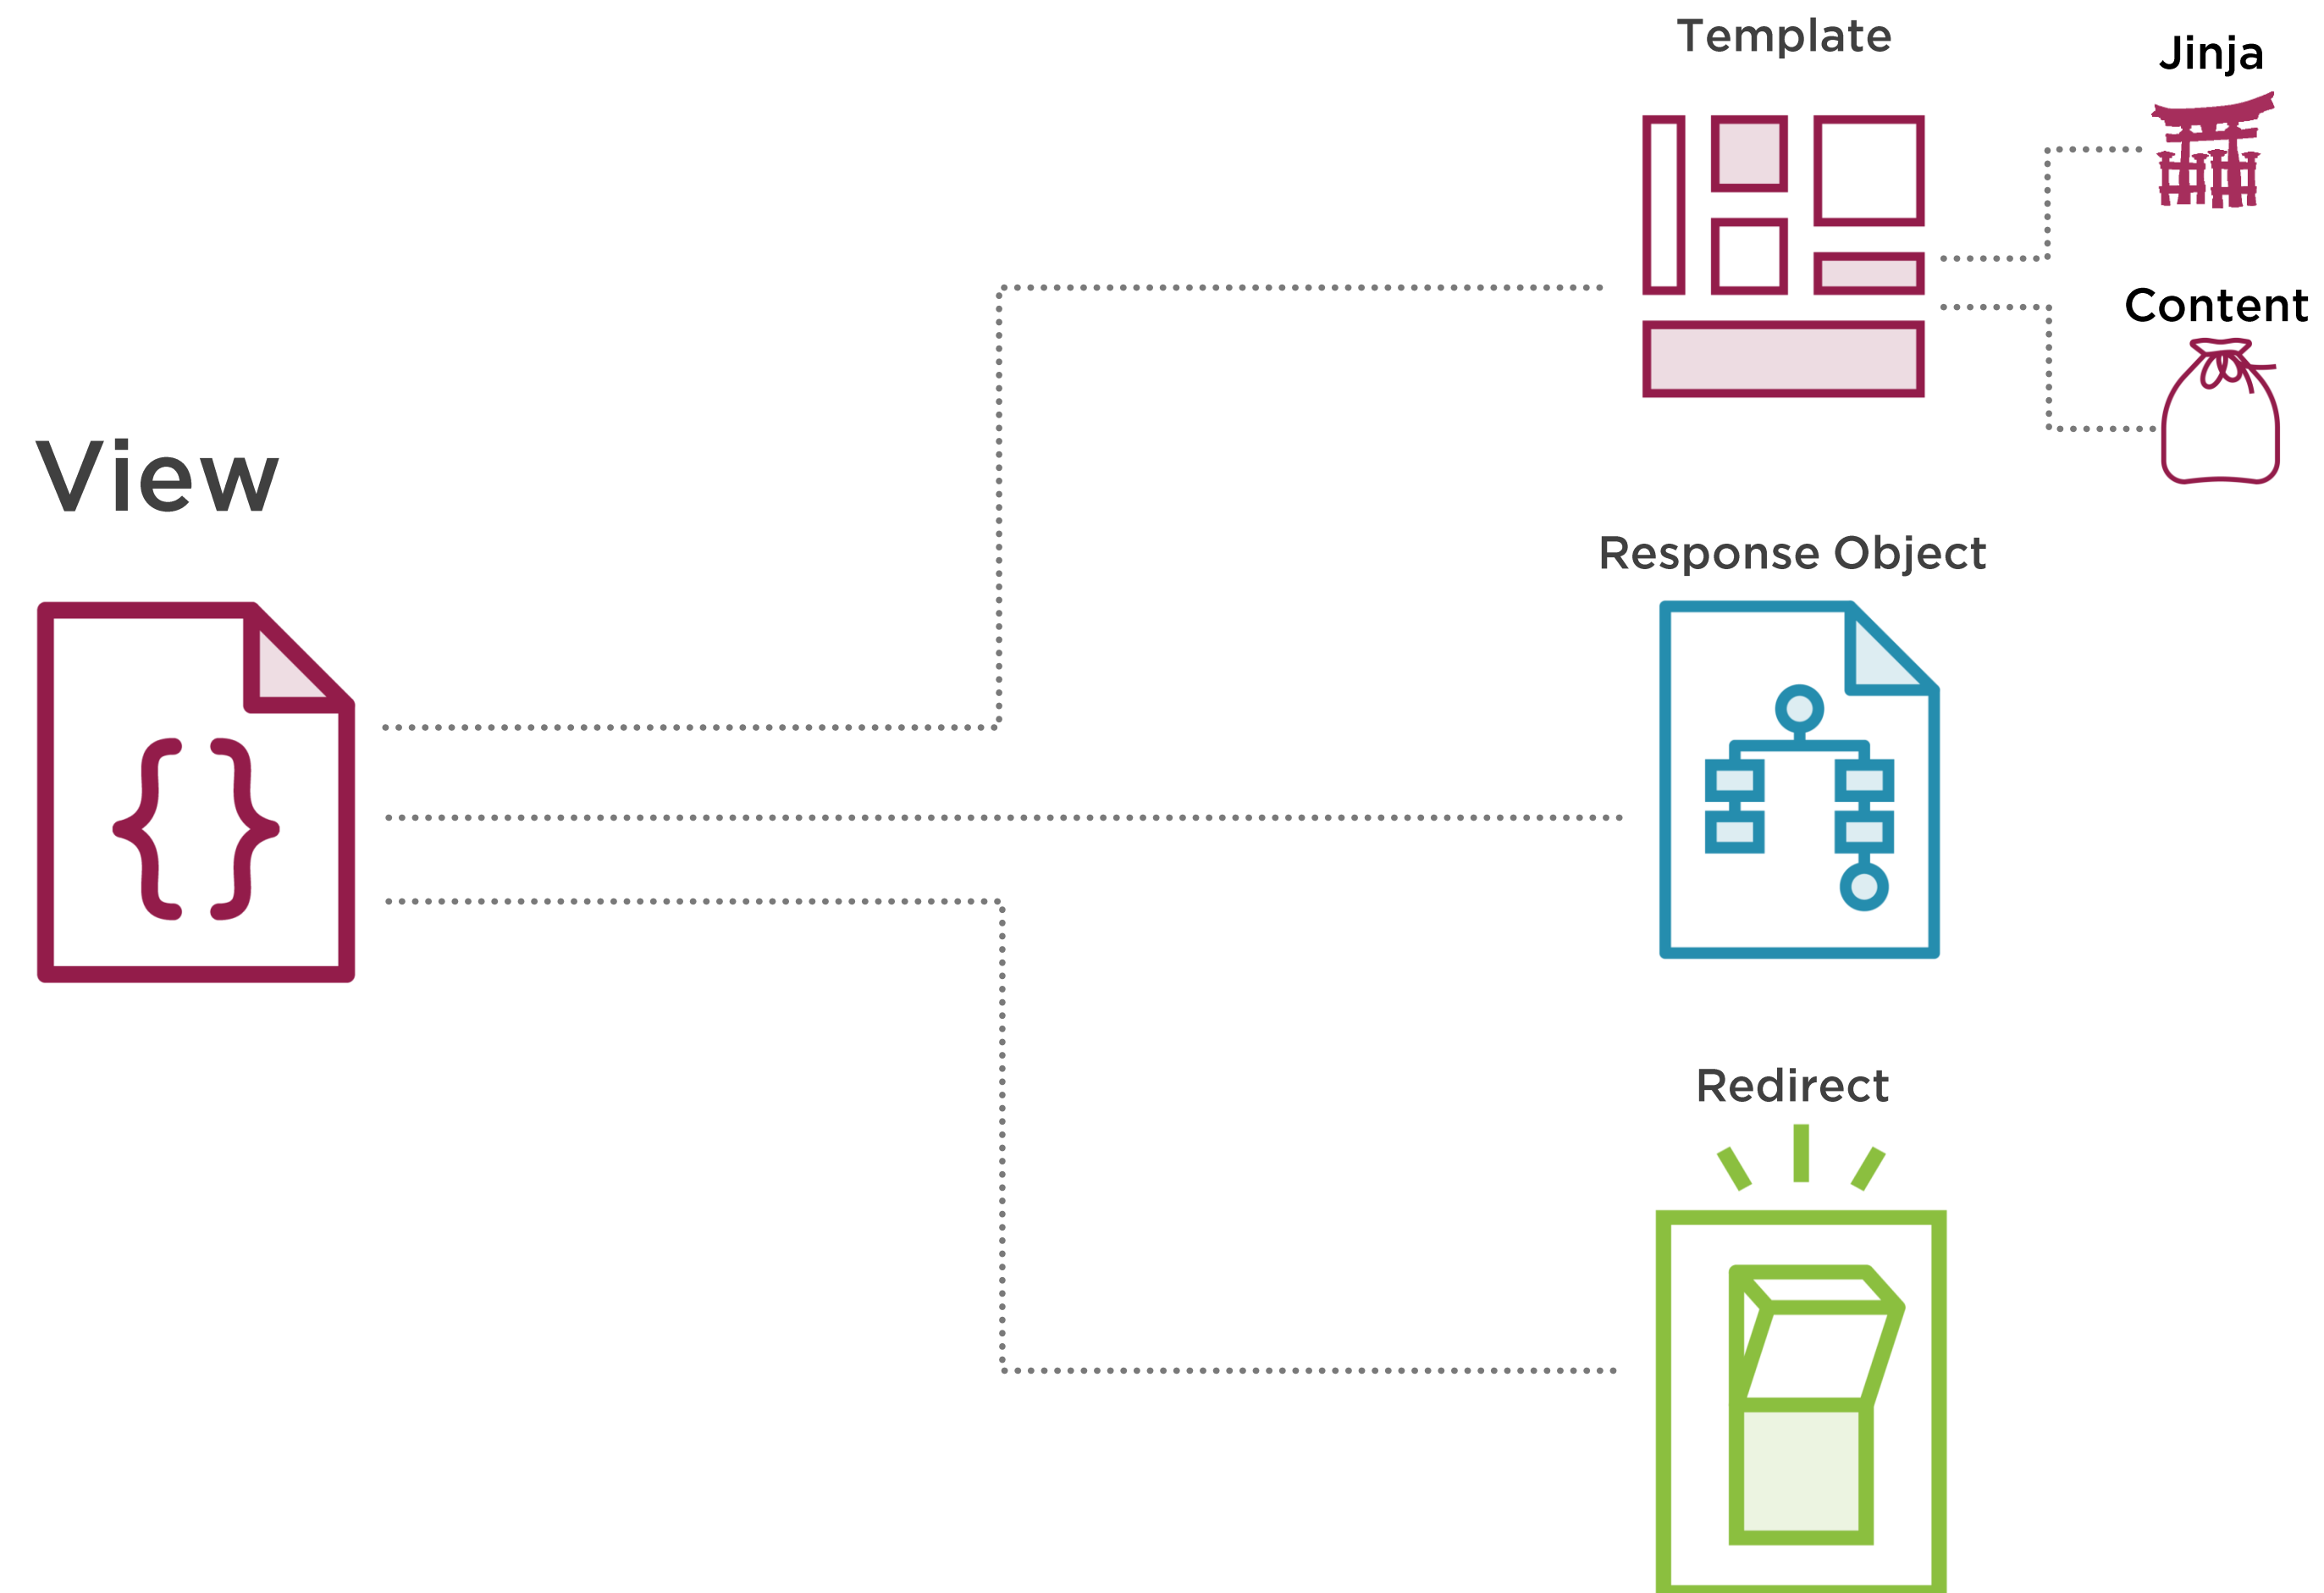 Template
Jinja
Content
View
Response Object
Redirect